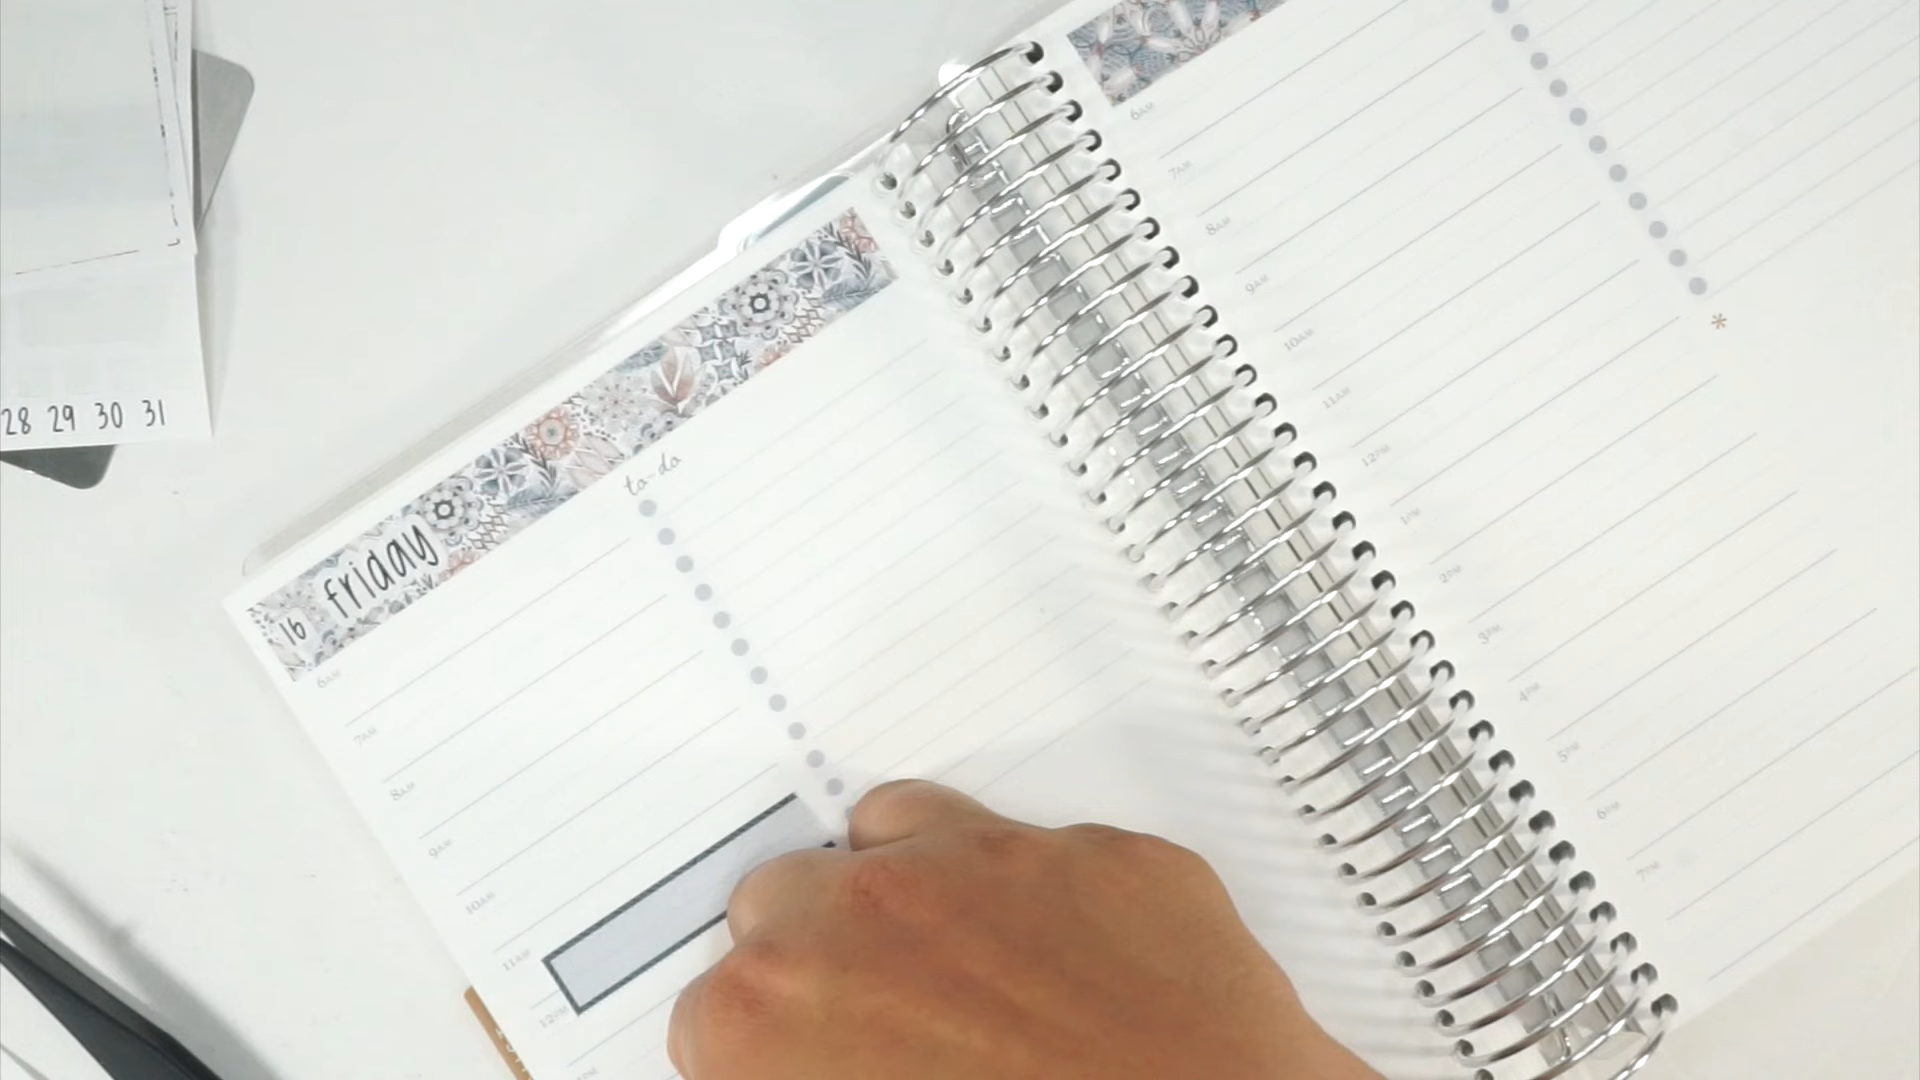 28 29 30 31
16 friday
to-do
6AM
7AM
8AM
9AM
10AM
11AM
12PM
6AM
7AM
8AM
9AM
10AM
11AM
12PM
1PM
2PM
3PM
4PM
5PM
6PM
7PM
*